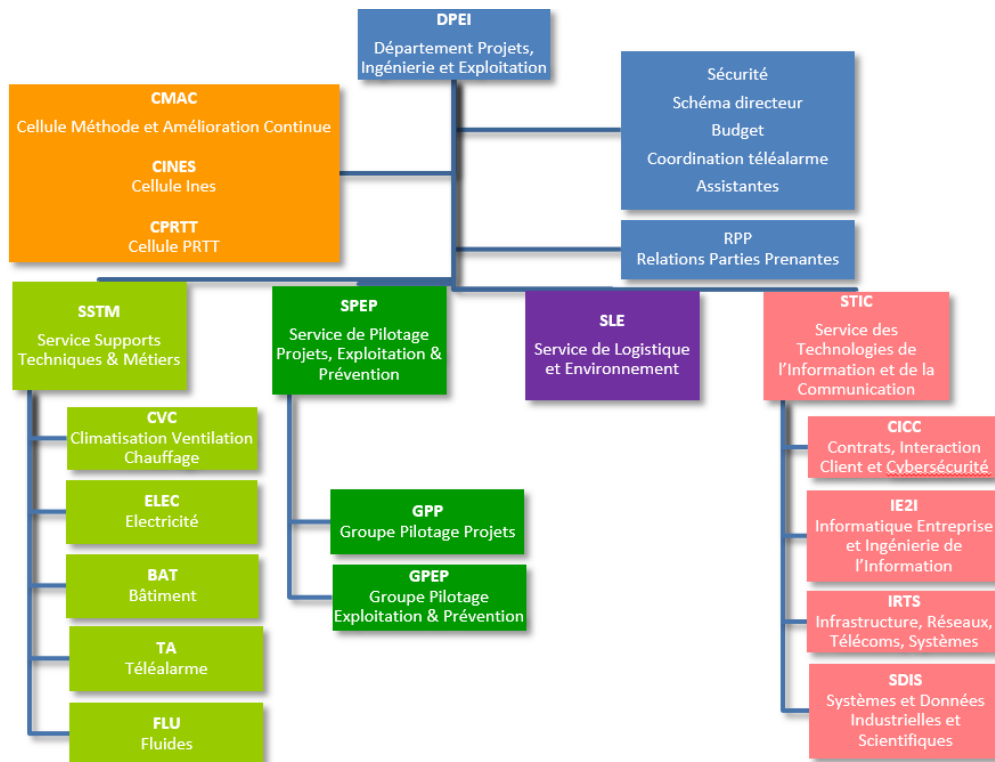 DPEI
Département Projets,
Ingénierie et Exploitation
CMAC
Cellule Méthode et Amélioration Continue
CINES
Cellule Ines
CPRTT
Cellule PRTT
Sécurité
Schéma directeur
Budget
Coordination téléalarme
Assistantes
RPP
Relations Parties Prenantes
SSTM
Service Supports
Techniques & Métiers
CVC
Climatisation Ventilation
Chauffage
ELEC
Electricité
BAT
Bâtiment
TA
Téléalarme
FLU
Fluides
SPEP
Service de Pilotage
Projets, Exploitation &
Prévention
GPP
Groupe Pilotage Projets
GPEP
Groupe Pilotage
Exploitation & Prévention
SLE
Service de Logistique
et Environnement
STIC
Service des
Technologies de
l’Information et de la
Communication
CICC
Contrats, Interaction
Client et Cybersécurité
IE2I
Informatique Entreprise
et Ingénierie de
l’Information
IRTS
Infrastructure, Réseaux,
Télécoms, Systèmes
SDIS
Systèmes et Données
Industrielles et
Scientifiques